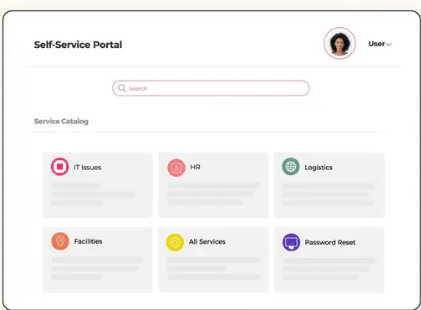 Self-Service Portal
User
Search
Service Catalog
IT Issues
HR
Logistics
Facilities
All Services
Password Reset